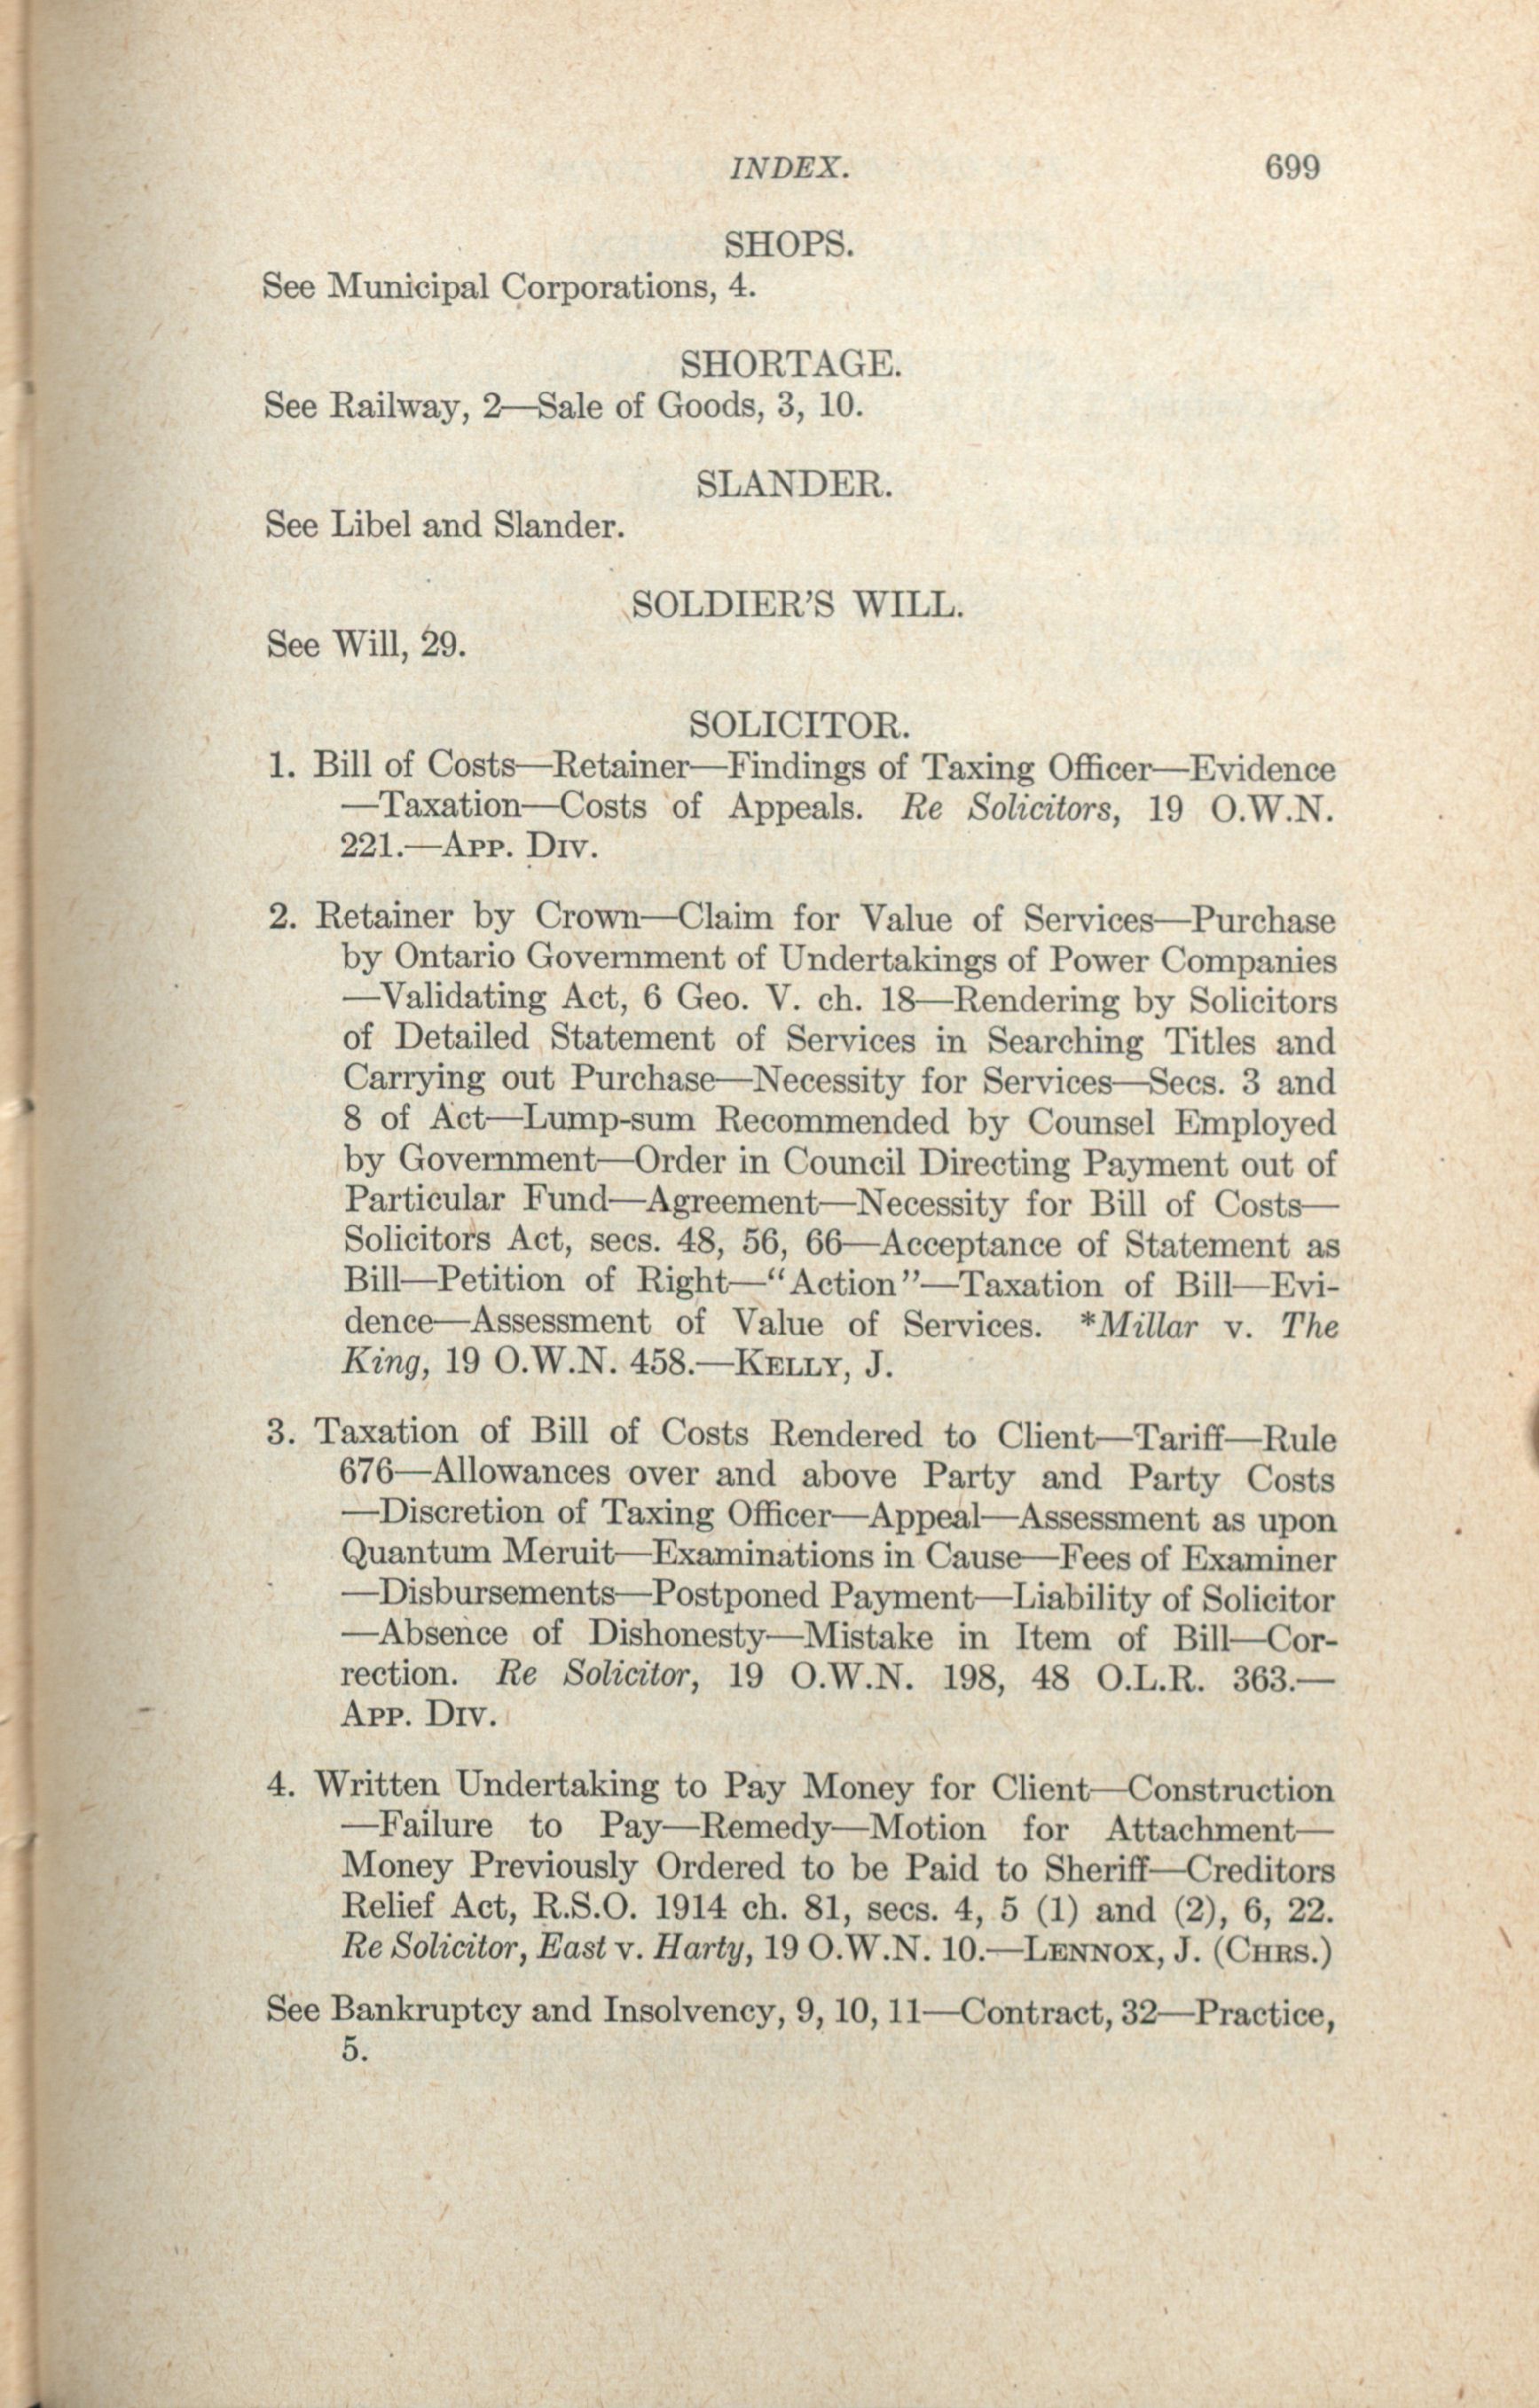 INDEX. 699
SHOPS.
See Municipal Corporations, 4.
SHORTAGE.
See Railway, 2—Sale of Goods, 3, 10.
SLANDER.
See Libel and Slander.
SOLDIER'S WILL.
See Will, 29.
SOLICITOR.
1. Bill of Costs—Retainer—Findings of Taxing Officer—Evidence
—Taxation—Costs of Appeals. Re Solicitors, 19 O.W.N.
221.—App. Div.
2. Retainer by Crown—Claim for Value of Services—Purchase
by Ontario Government of Undertakings of Power Companies
—Validating Act, 6 Geo. V. ch. 18—Rendering by Solicitors
of Detailed Statement of Services in Searching Titles and
Carrying out Purchase—Necessity for Services—Secs. 3 and
8 of Act—Lump-sum Recommended by Counsel Employed
by Government—Order in Council Directing Payment out of
Particular Fund—Agreement—Necessity for Bill of Costs—
Solicitors Act, secs. 48, 56, 66—Acceptance of Statement as
Bill—Petition of Right—"Action"—Taxation of Bill—Evi-
dence—Assessment of Value of Services. *Millar v. The
King, 19 O.W.N. 458.—Kelly, J.
3. Taxation of Bill of Costs Rendered to Client—Tariff—Rule
676—Allowances over and above Party and Party Costs
—Discretion of Taxing Officer—Appeal—Assessment as upon
Quantum Meruit—Examinations in Cause—Fees of Examiner
—Disbursements—Postponed Payment—Liability of Solicitor
—Absence of Dishonesty—Mistake in Item of Bill—Cor-
rection. Re Solicitor, 19 O.W.N. 198, 48 O.L.R. 363.—
App. Div.
4. Written Undertaking to Pay Money for Client—Construction
—Failure to Pay—Remedy—Motion for Attachment—
Money Previously Ordered to be Paid to Sheriff—Creditors
Relief Act, R.S.O. 1914 ch. 81, secs. 4, 5 (1) and (2), 6, 22.
Re Solicitor, East v. Harty, 19 O.W.N. 10.—Lennox, J. (Chrs.)
See Bankruptcy and Insolvency, 9, 10, 11—Contract, 32—Practice,
5.